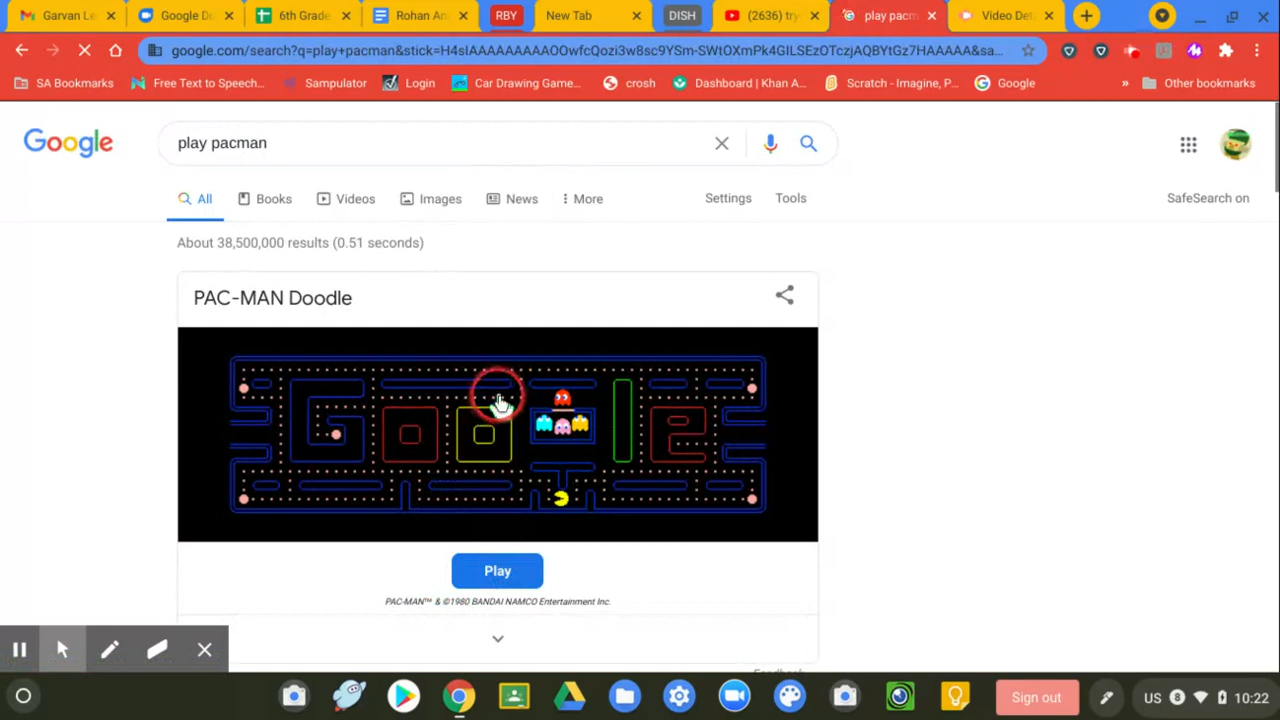 Garvan Le
Google Du
6th Grade
Rohan An
RBY
New Tab
DISH
(2636) try
play pacm
Video Det
google.com/search?q=play+pacman&stick=H4sIAAAAAAAAAOOwfcQozi3w8sc9YSm-SWtOXmPk4GILSEzOTczjAQBYtGz7HAAAAA&sa...
SA Bookmarks
Free Text to Speech...
Sampulator
Login
Car Drawing Game...
crosh
Dashboard | Khan A...
Scratch - Imagine, P...
Google
»
Other bookmarks
Google
play pacman
All
Books
Videos
Images
News
More
Settings
Tools
SafeSearch on
About 38,500,000 results (0.51 seconds)
PAC-MAN Doodle
Google
Play
PAC-MAN™ & ©1980 BANDAI NAMCO Entertainment Inc.
Sign out
US
8
10:22